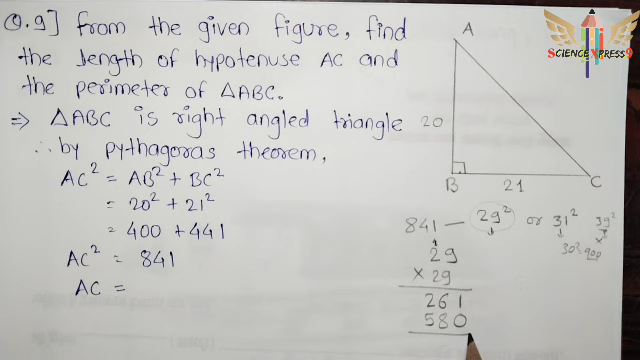 Q.9] from the given figure, find
the length of hypotenuse AC and
the perimeter of △ABC.
⇒ △ABC is right angled triangle
∴ by pythagoras theorem,
AC² = AB² + BC²
= 20² + 21²
= 400 + 441
AC² = 841
AC =
A
20
B
21
C
841 — 29² or 31² 39²
30² = 900
29
× 29
261
580
SCIENCEXPRESS9